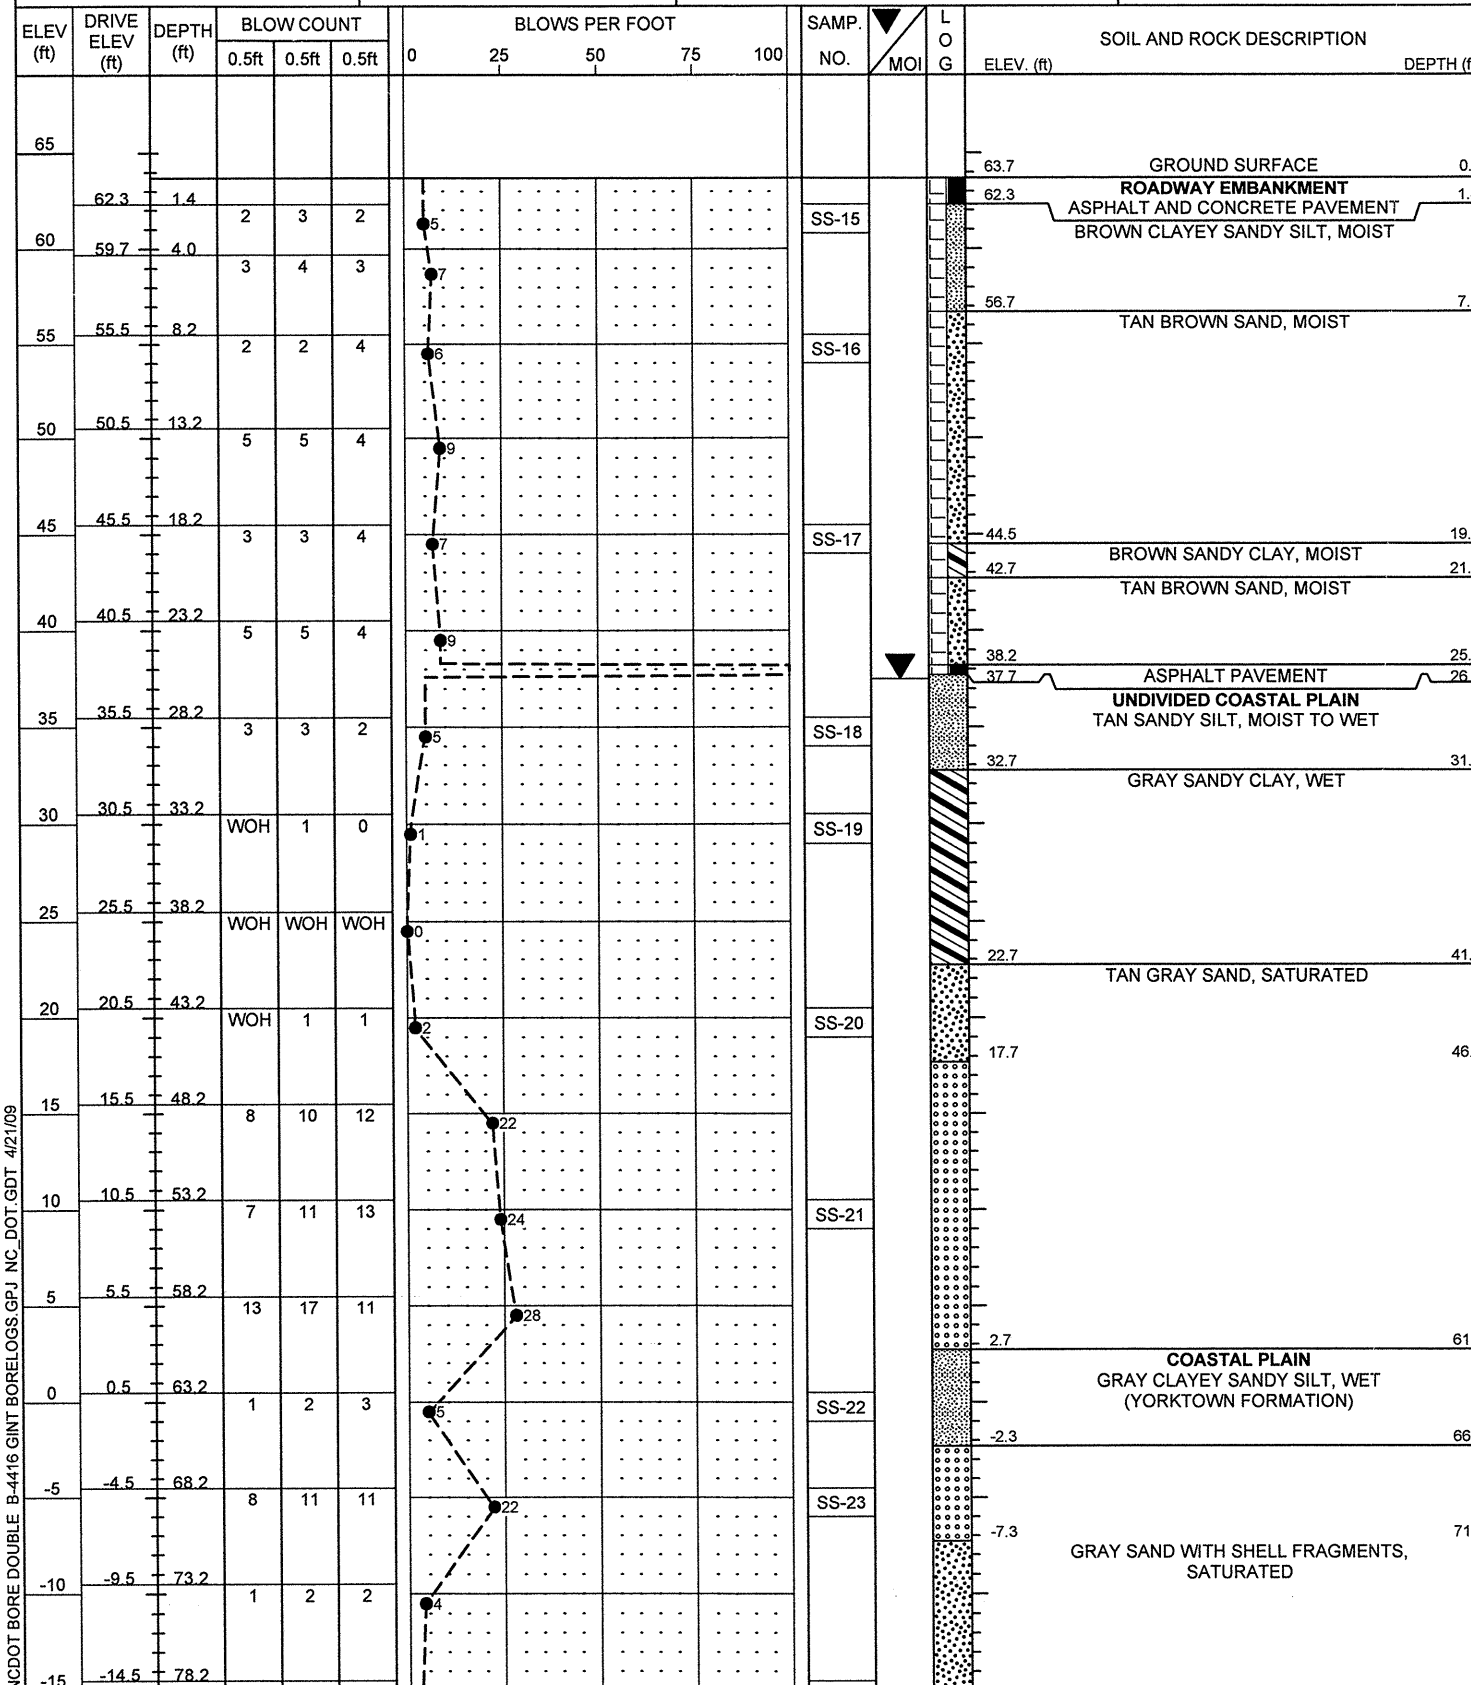 ELEV (ft) DRIVE ELEV (ft) DEPTH (ft) BLOW COUNT BLOWS PER FOOT SAMP. NO. MOI LOG SOIL AND ROCK DESCRIPTION
0.5ft 0.5ft 0.5ft 0 25 50 75 100 ELEV. (ft) DEPTH (f
65
63.7 GROUND SURFACE 0.
ROADWAY EMBANKMENT
62.3 1.4 62.3 1.
ASPHALT AND CONCRETE PAVEMENT
2 3 2 5 SS-15
BROWN CLAYEY SANDY SILT, MOIST
60
59.7 4.0
3 4 3 7
56.7 7.
TAN BROWN SAND, MOIST
55 55.5 8.2
2 2 4 6 SS-16
50 50.5 13.2
5 5 4 9
45 45.5 18.2
3 3 4 7 SS-17
44.5 19.
BROWN SANDY CLAY, MOIST
42.7 21.
TAN BROWN SAND, MOIST
40 40.5 23.2
5 5 4 9
38.2 25.
37.7 ASPHALT PAVEMENT 26.
UNDIVIDED COASTAL PLAIN
TAN SANDY SILT, MOIST TO WET
35 35.5 28.2
3 3 2 5 SS-18
32.7 31.
GRAY SANDY CLAY, WET
30 30.5 33.2
WOH 1 0 1 SS-19
25 25.5 38.2
WOH WOH WOH 0
22.7 41.
TAN GRAY SAND, SATURATED
20 20.5 43.2
WOH 1 1 2 SS-20
17.7 46.
15 15.5 48.2
8 10 12 22
10 10.5 53.2
7 11 13 24 SS-21
5 5.5 58.2
13 17 11 28
2.7 61
COASTAL PLAIN
GRAY CLAYEY SANDY SILT, WET
(YORKTOWN FORMATION)
0 0.5 63.2
1 2 3 5 SS-22
-2.3 66
-5 -4.5 68.2
8 11 11 22 SS-23
-7.3 71
GRAY SAND WITH SHELL FRAGMENTS,
SATURATED
-10 -9.5 73.2
1 2 2 4
-15 -14.5 78.2
NCDOT BORE DOUBLE B-4416 GINT BORELOGS.GPJ NC_DOT.GDT 4/21/09